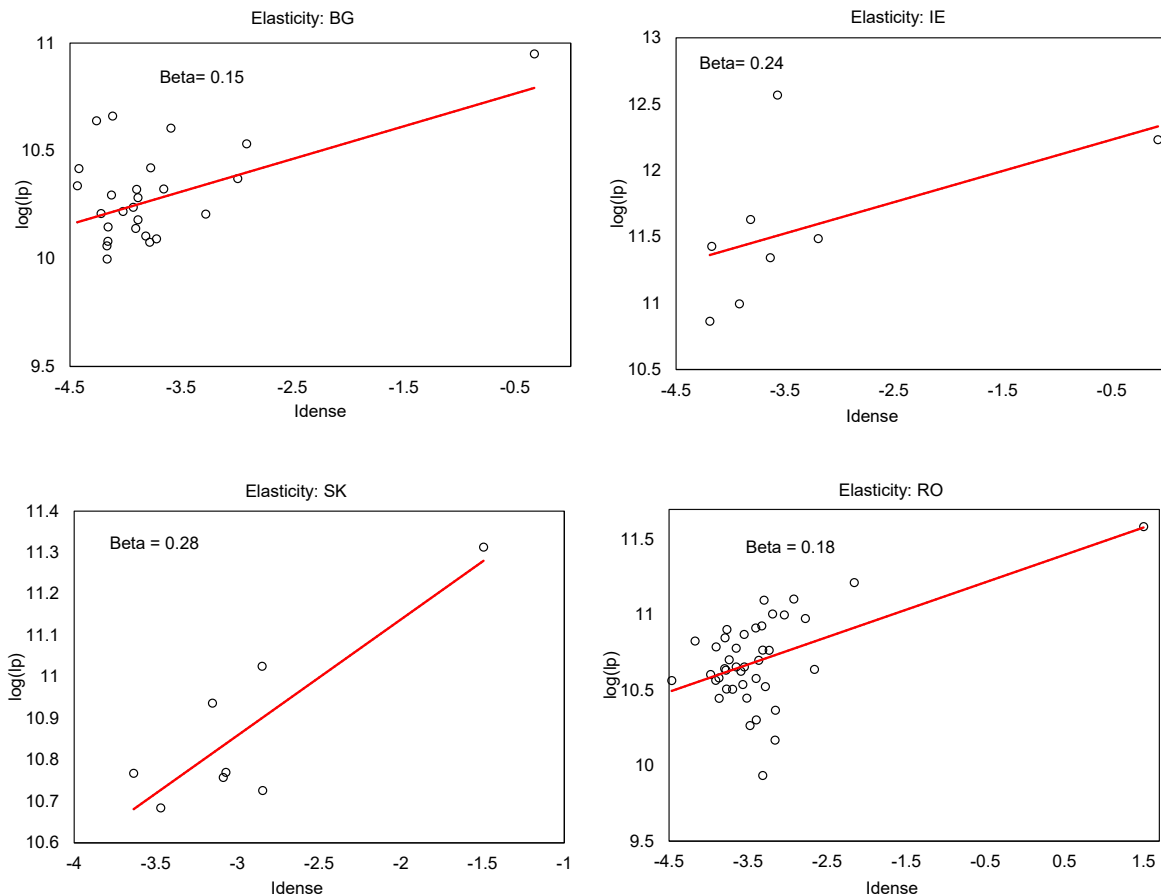 Elasticity: BG
11
10.5
10
9.5
log(lp)
Beta= 0.15
-4.5 -3.5 -2.5 -1.5 -0.5
Idense
Elasticity: IE
13
12.5
12
11.5
11
10.5
log(lp)
Beta= 0.24
-4.5 -3.5 -2.5 -1.5 -0.5
Idense
Elasticity: SK
11.4
11.3
11.2
11.1
11
10.9
10.8
10.7
10.6
log(lp)
Beta = 0.28
-4 -3.5 -3 -2.5 -2 -1.5 -1
Idense
Elasticity: RO
11.5
11
10.5
10
9.5
log(lp)
Beta = 0.18
-4.5 -3.5 -2.5 -1.5 -0.5 0.5 1.5
Idense